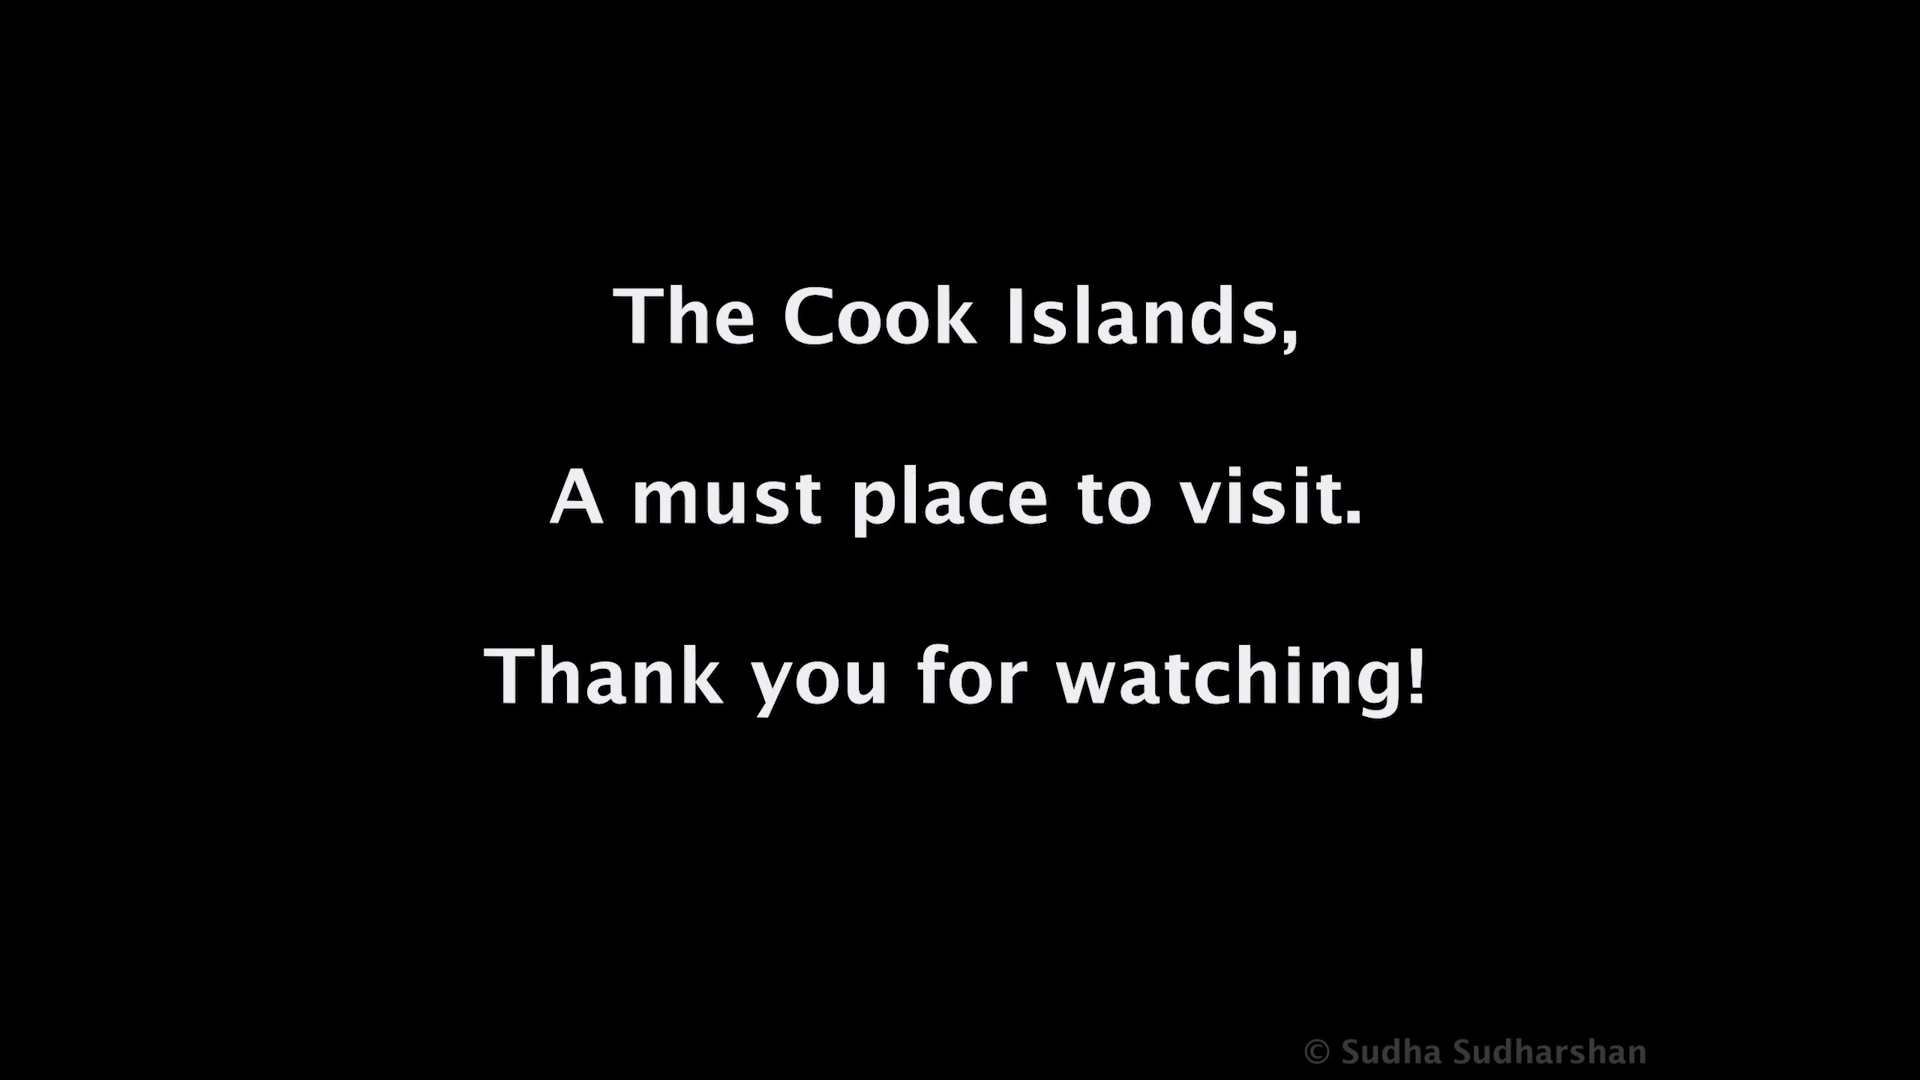 The Cook Islands,
A must place to visit.
Thank you for watching!
© Sudha Sudharshan